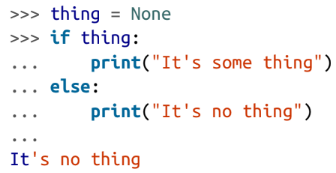 >>> thing = None
>>> if thing:
...     print("It's some thing")
... else:
...     print("It's no thing")
...
It's no thing